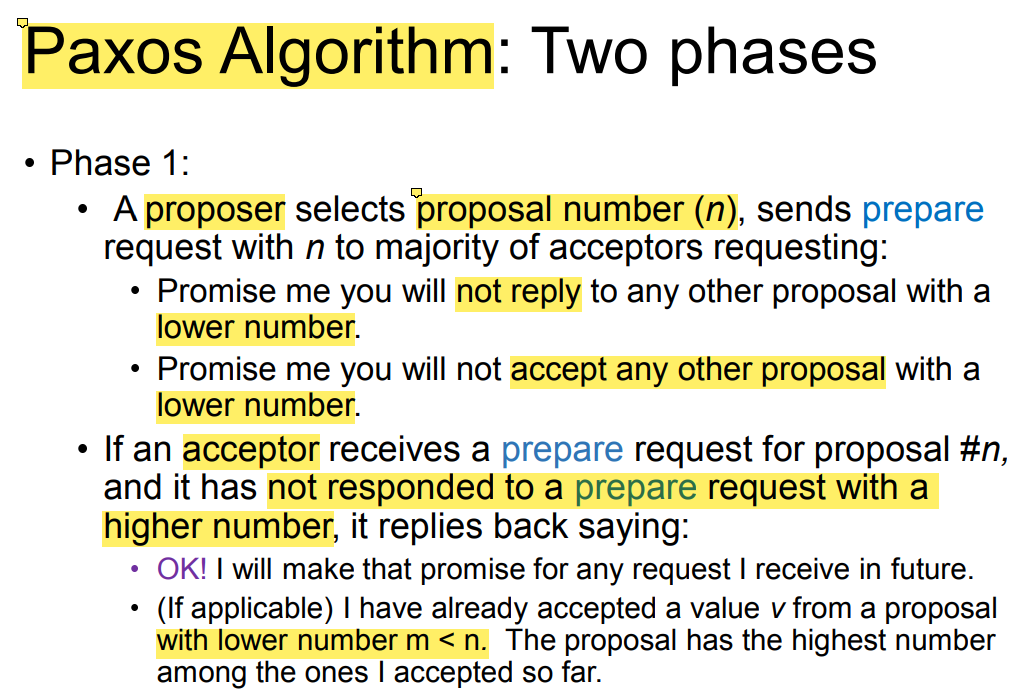 Paxos Algorithm: Two phases
• Phase 1:
• A proposer selects proposal number (n), sends prepare
request with n to majority of acceptors requesting:
• Promise me you will not reply to any other proposal with a
lower number.
• Promise me you will not accept any other proposal with a
lower number.
• If an acceptor receives a prepare request for proposal #n,
and it has not responded to a prepare request with a
higher number, it replies back saying:
• OK! I will make that promise for any request I receive in future.
• (If applicable) I have already accepted a value v from a proposal
with lower number m < n. The proposal has the highest number
among the ones I accepted so far.